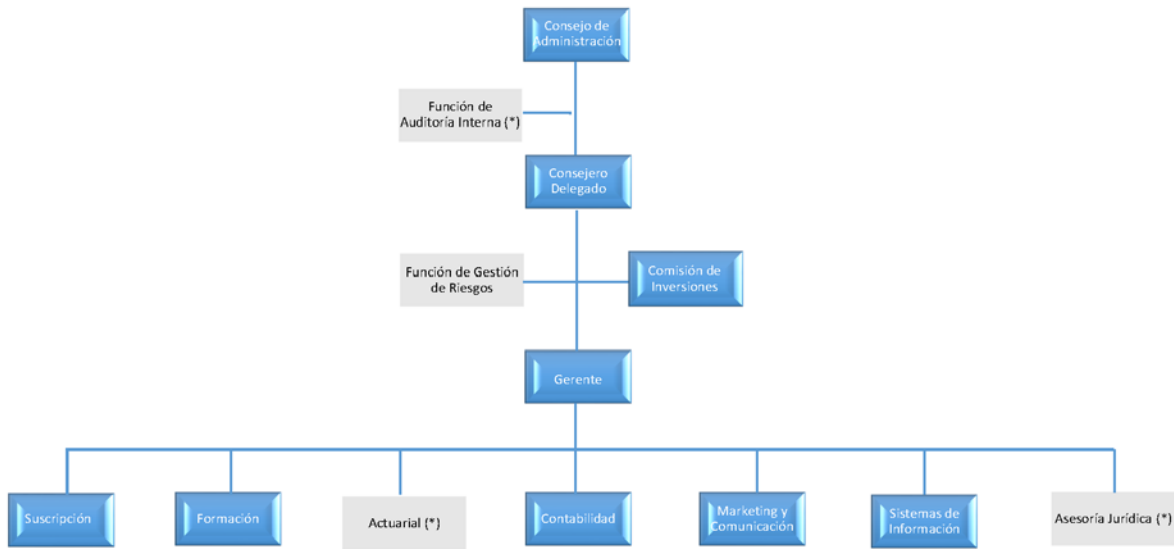 Consejo de
Administración
Función de
Auditoría Interna (*)
Consejero
Delegado
Función de Gestión
de Riesgos
Comisión de
Inversiones
Gerente
Suscripción
Formación
Actuarial (*)
Contabilidad
Marketing y
Comunicación
Sistemas de
Información
Asesoría Jurídica (*)